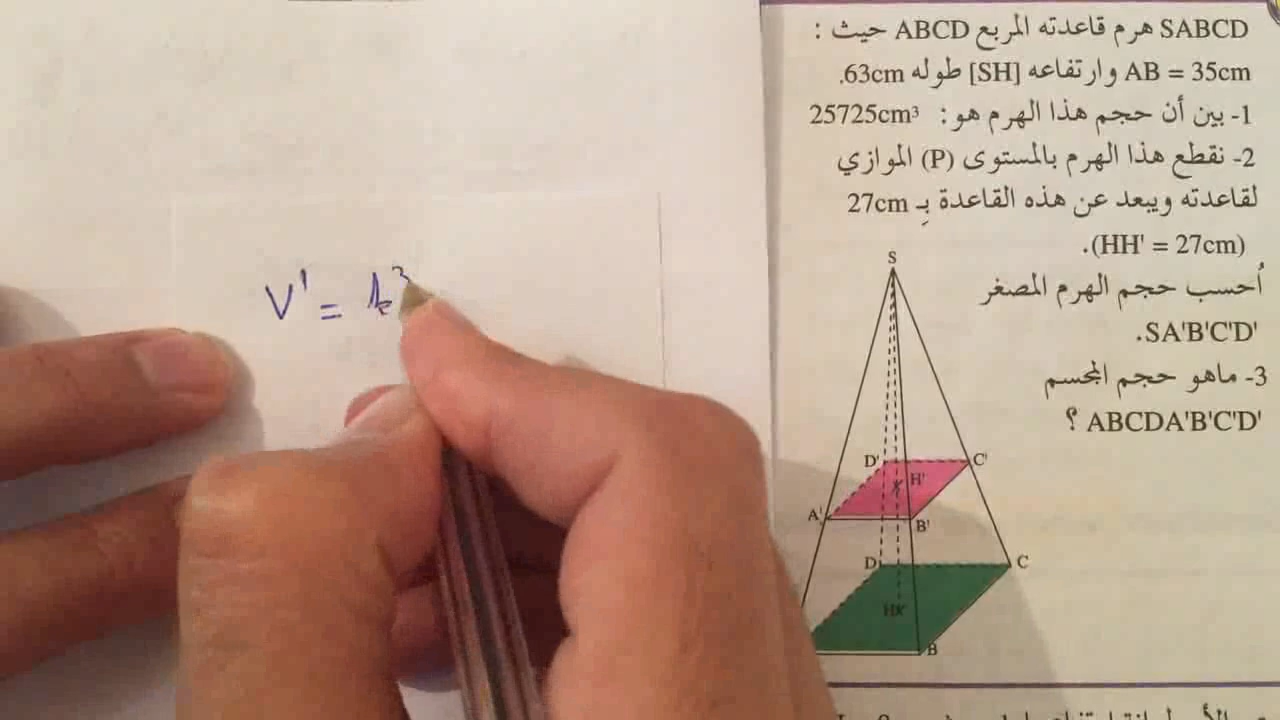 SABCD هرم قاعدته المربع ABCD حيث :
AB = 35cm وارتفاعه [SH] طوله 63cm.
1- بين أن حجم هذا الهرم هو : 25725cm³
2- نقطع هذا الهرم بالمستوى (P) الموازي
لقاعدته ويبعد عن هذه القاعدة بِـ 27cm
(HH' = 27cm).
أُحسب حجم الهرم المصغر
SA'B'C'D'.
3- ماهو حجم المجسم
ABCDA'B'C'D' ؟
V' = k³
S
D' C'
H'
A' B'
D C
H
B